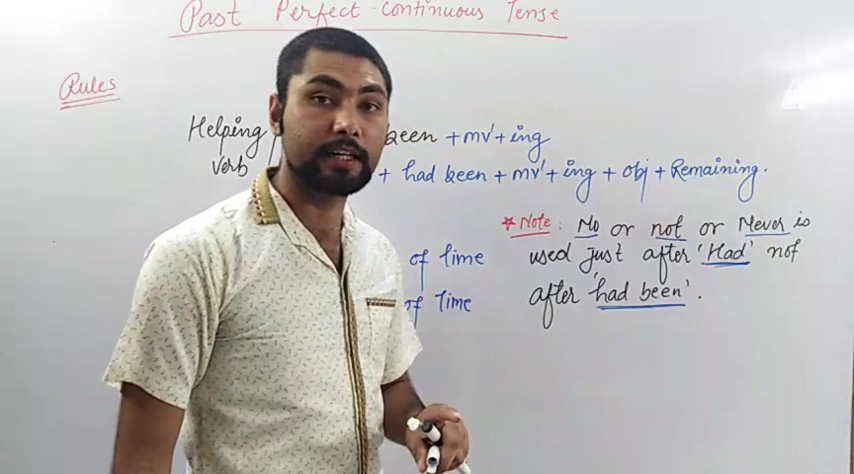 Past Perfect-Continuous Tense
Rules
Helping been + mv' + ing
verb + had been + mv' + ing + obj + Remaining.
* Note: No or not or Never is
of time used just after 'Had' not
of time after 'had been'.